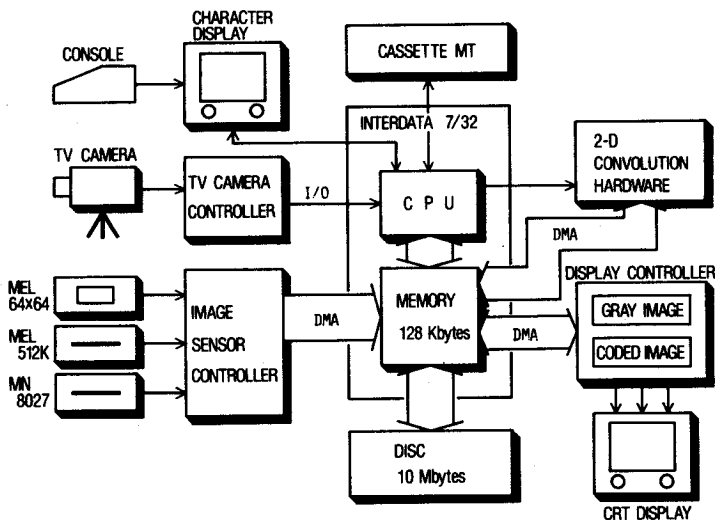 CHARACTER
DISPLAY
CONSOLE
CASSETTE MT
INTERDATA 7/32
TV CAMERA
TV CAMERA
CONTROLLER
I/O
C P U
2-D
CONVOLUTION
HARDWARE
DMA
MEL
64x64
MEL
512K
MN
8027
IMAGE
SENSOR
CONTROLLER
DMA
MEMORY
128 Kbytes
DMA
DISPLAY CONTROLLER
GRAY IMAGE
CODED IMAGE
DISC
10 Mbytes
CRT DISPLAY